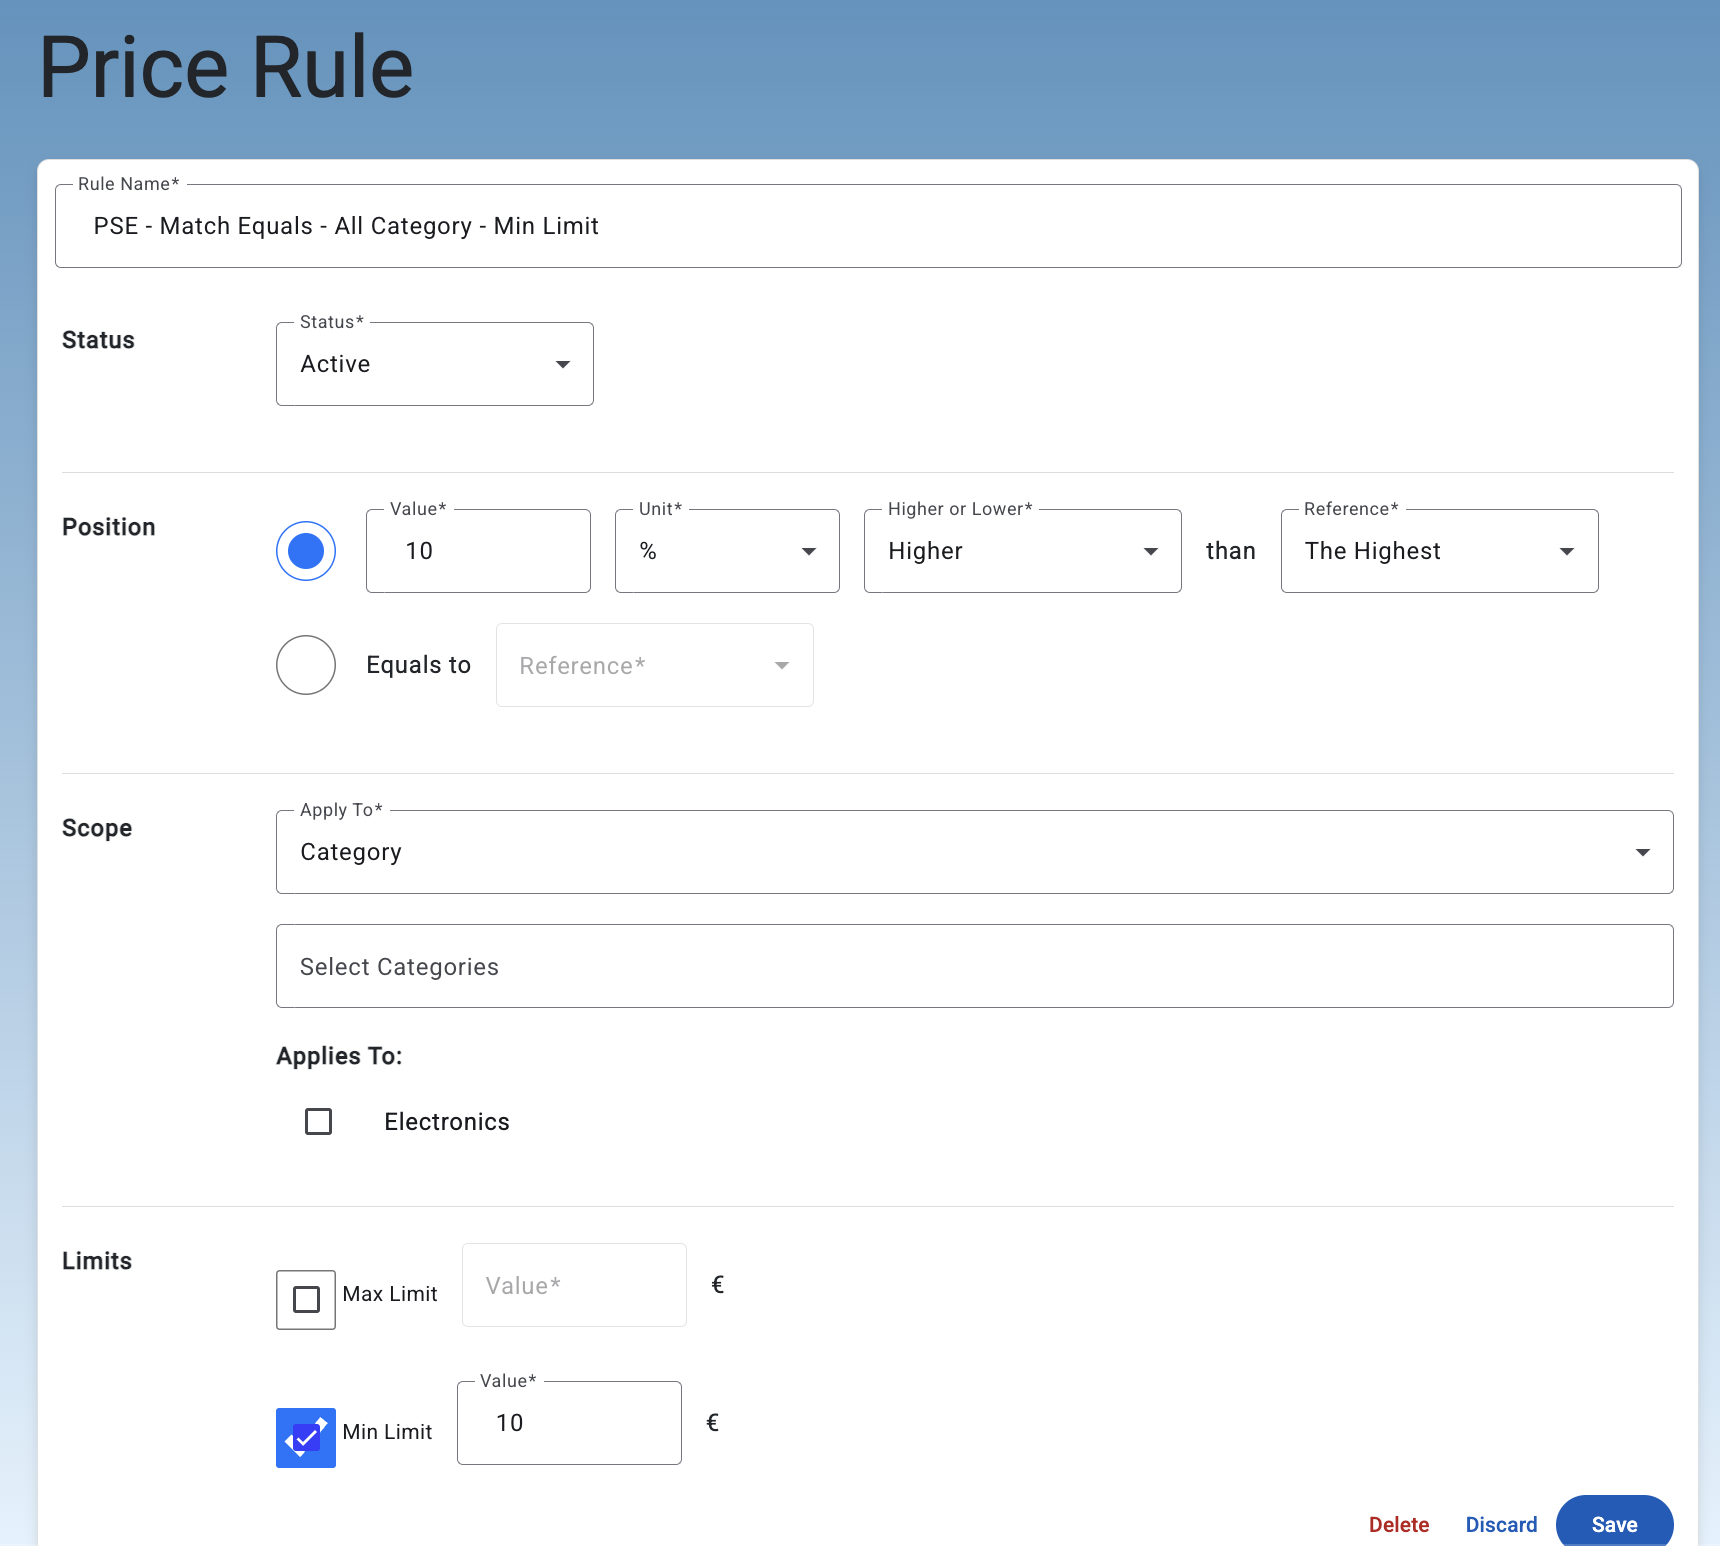 Price Rule
Rule Name*
PSE - Match Equals - All Category - Min Limit
Status
Status*
Active
Position
Value*
10
Unit*
%
Higher or Lower*
Higher
than
Reference*
The Highest
Equals to
Reference*
Scope
Apply To*
Category
Select Categories
Applies To:
Electronics
Limits
Max Limit
Value*
€
Min Limit
Value*
10
€
Delete
Discard
Save